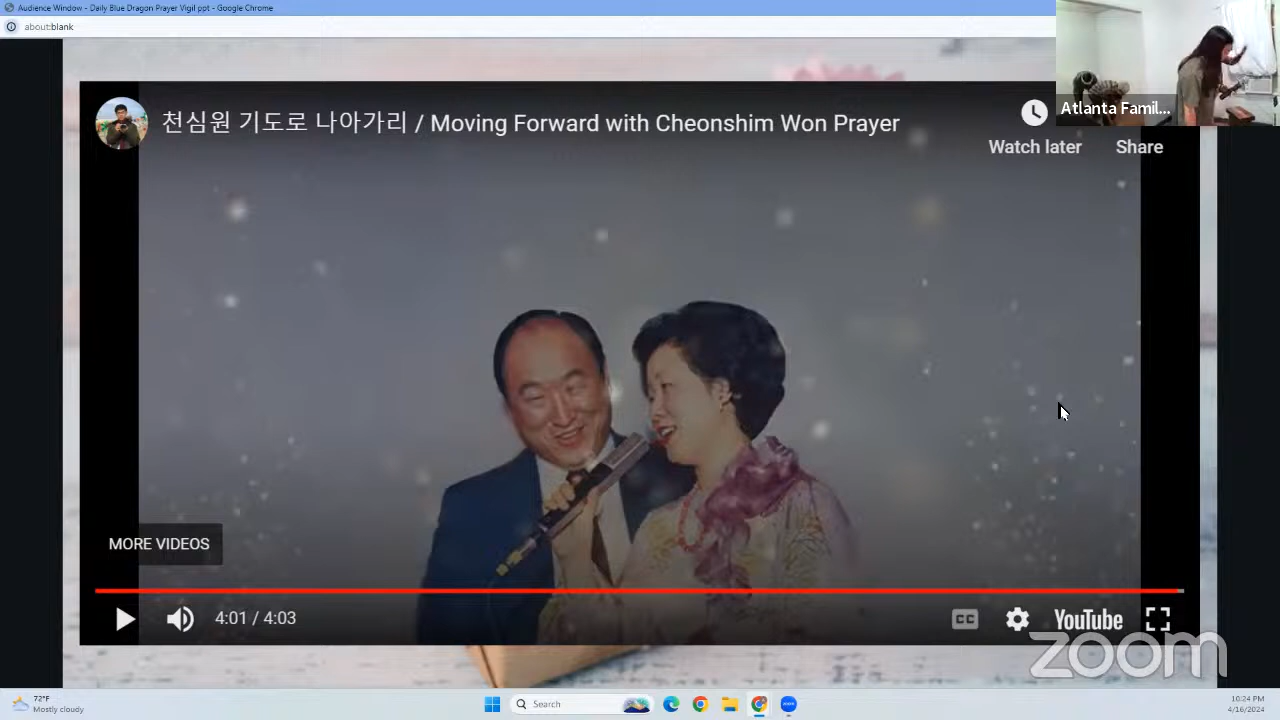 Audience Window - Daily Blue Dragon Prayer Vigil ppt - Google Chrome
about:blank
천심원 기도로 나아가리 / Moving Forward with Cheonshim Won Prayer
Atlanta Famil...
Watch later
Share
MORE VIDEOS
4:01 / 4:03
CC
YouTube
zoom
72°F
Mostly cloudy
Search
zoom
10:24 PM
4/16/2024